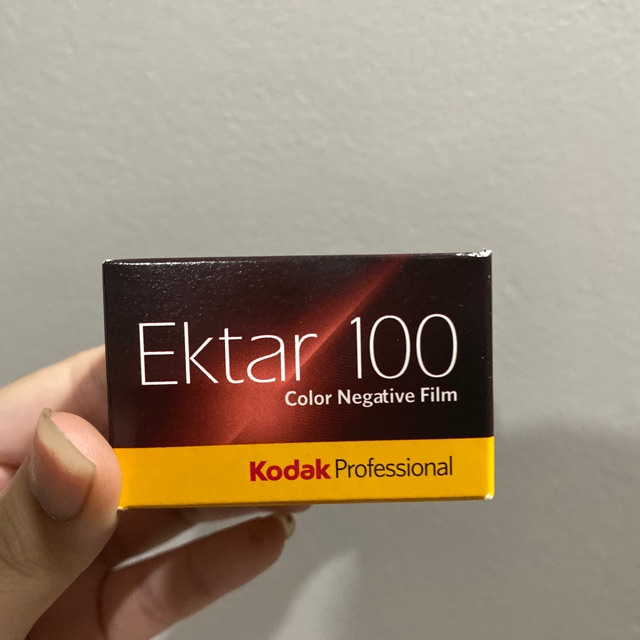 Ektar 100
Color Negative Film
Kodak Professional